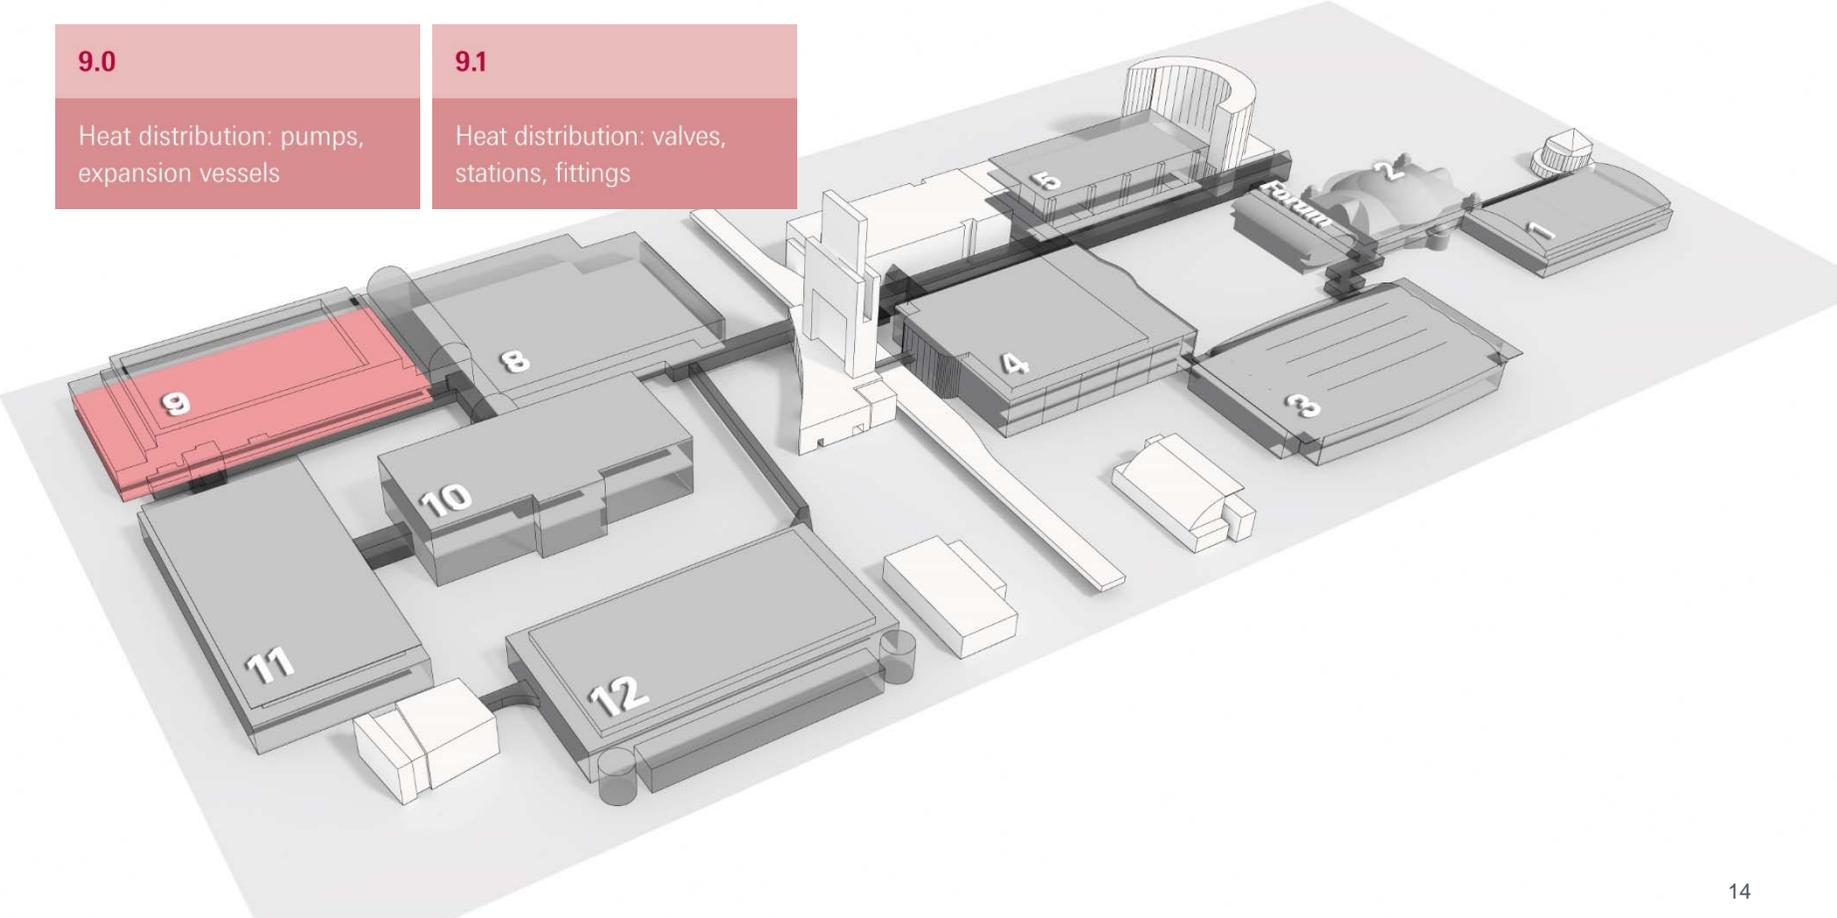 9.0
Heat distribution: pumps,
expansion vessels
9.1
Heat distribution: valves,
stations, fittings
5
2
Forum
1
8
4
9
3
10
11
12
14